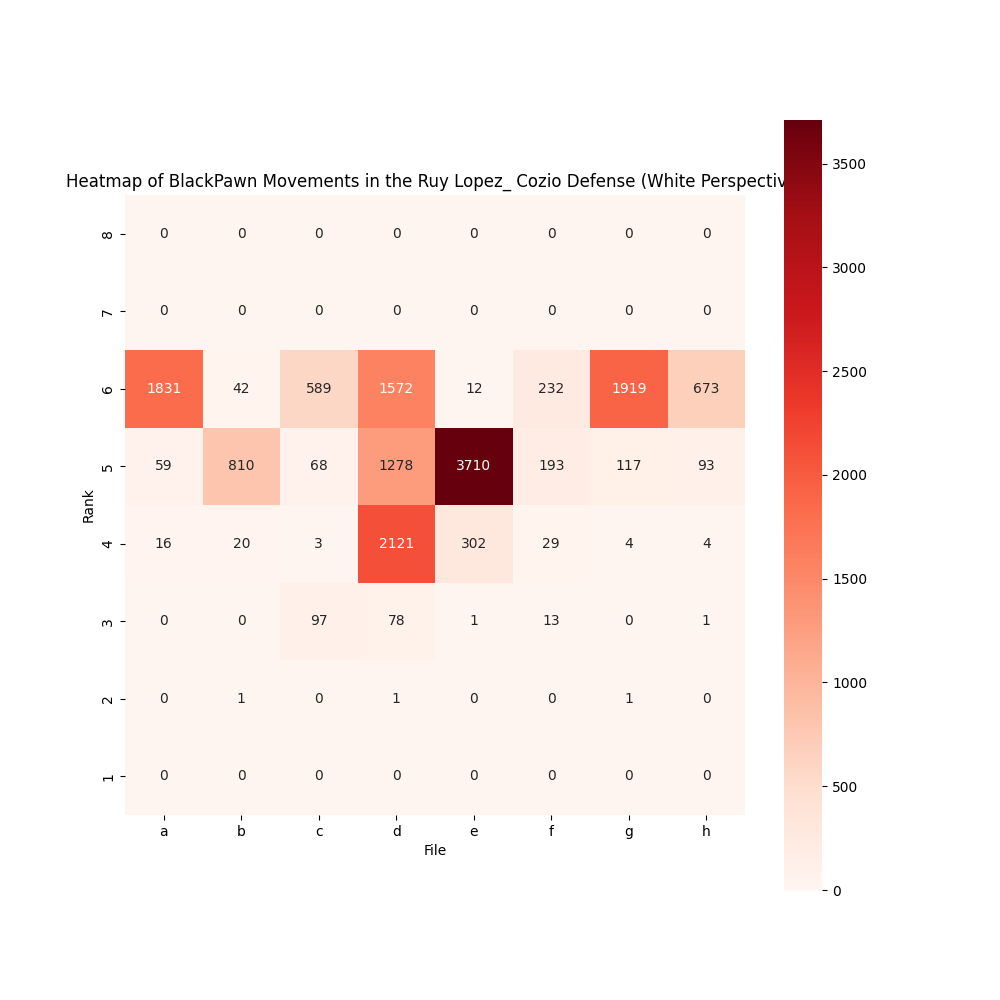 Heatmap of BlackPawn Movements in the Ruy Lopez_ Cozio Defense (White Perspectiv
8 0 0 0 0 0 0 0 0
7 0 0 0 0 0 0 0 0
6 1831 42 589 1572 12 232 1919 673
5 59 810 68 1278 3710 193 117 93
4 16 20 3 2121 302 29 4 4
3 0 0 97 78 1 13 0 1
2 0 1 0 1 0 0 1 0
1 0 0 0 0 0 0 0 0
a b c d e f g h
File
Rank
3500
3000
2500
2000
1500
1000
500
0